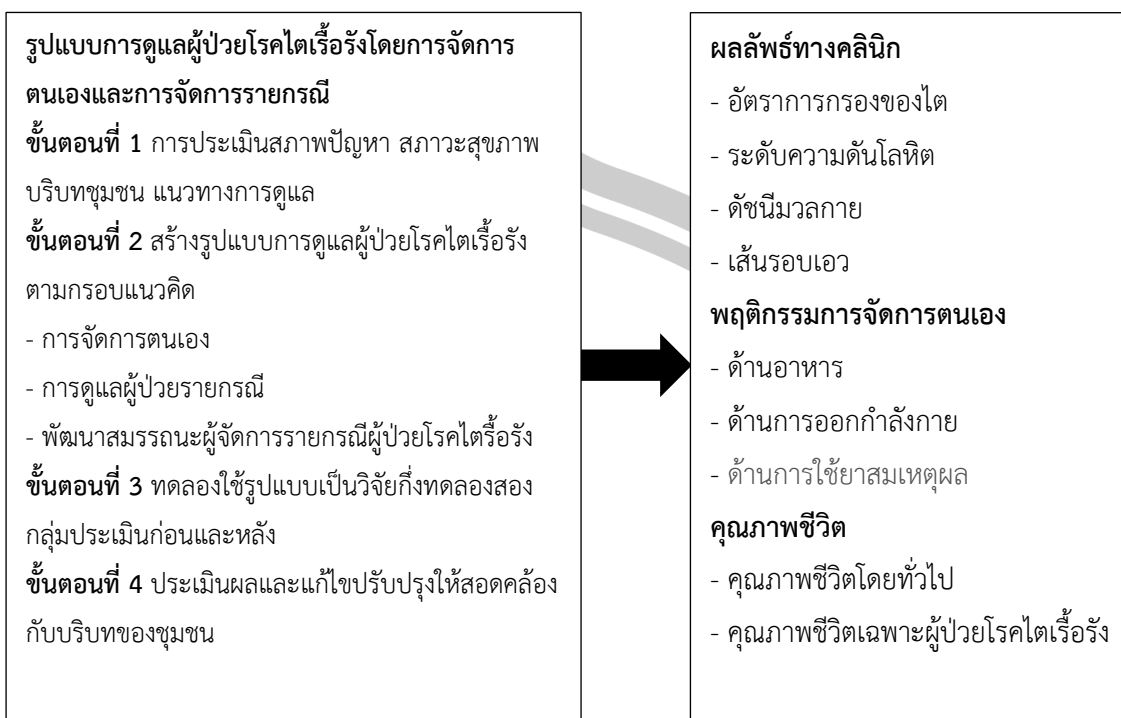 รูปแบบการดูแลผู้ป่วยโรคไตเรื้อรังโดยการจัดการ
ตนเองและการจัดการรายกรณี
ขั้นตอนที่ 1 การประเมินสภาพปัญหา สภาวะสุขภาพ
บริบทชุมชน แนวทางการดูแล
ขั้นตอนที่ 2 สร้างรูปแบบการดูแลผู้ป่วยโรคไตเรื้อรัง
ตามกรอบแนวคิด
- การจัดการตนเอง
- การดูแลผู้ป่วยรายกรณี
- พัฒนาสมรรถนะผู้จัดการรายกรณีผู้ป่วยโรคไตรื้อรัง
ขั้นตอนที่ 3 ทดลองใช้รูปแบบเป็นวิจัยกึ่งทดลองสอง
กลุ่มประเมินก่อนและหลัง
ขั้นตอนที่ 4 ประเมินผลและแก้ไขปรับปรุงให้สอดคล้อง
กับบริบทของชุมชน
ผลลัพธ์ทางคลินิก
- อัตราการกรองของไต
- ระดับความดันโลหิต
- ดัชนีมวลกาย
- เส้นรอบเอว
พฤติกรรมการจัดการตนเอง
- ด้านอาหาร
- ด้านการออกกำลังกาย
- ด้านการใช้ยาสมเหตุผล
คุณภาพชีวิต
- คุณภาพชีวิตโดยทั่วไป
- คุณภาพชีวิตเฉพาะผู้ป่วยโรคไตเรื้อรัง